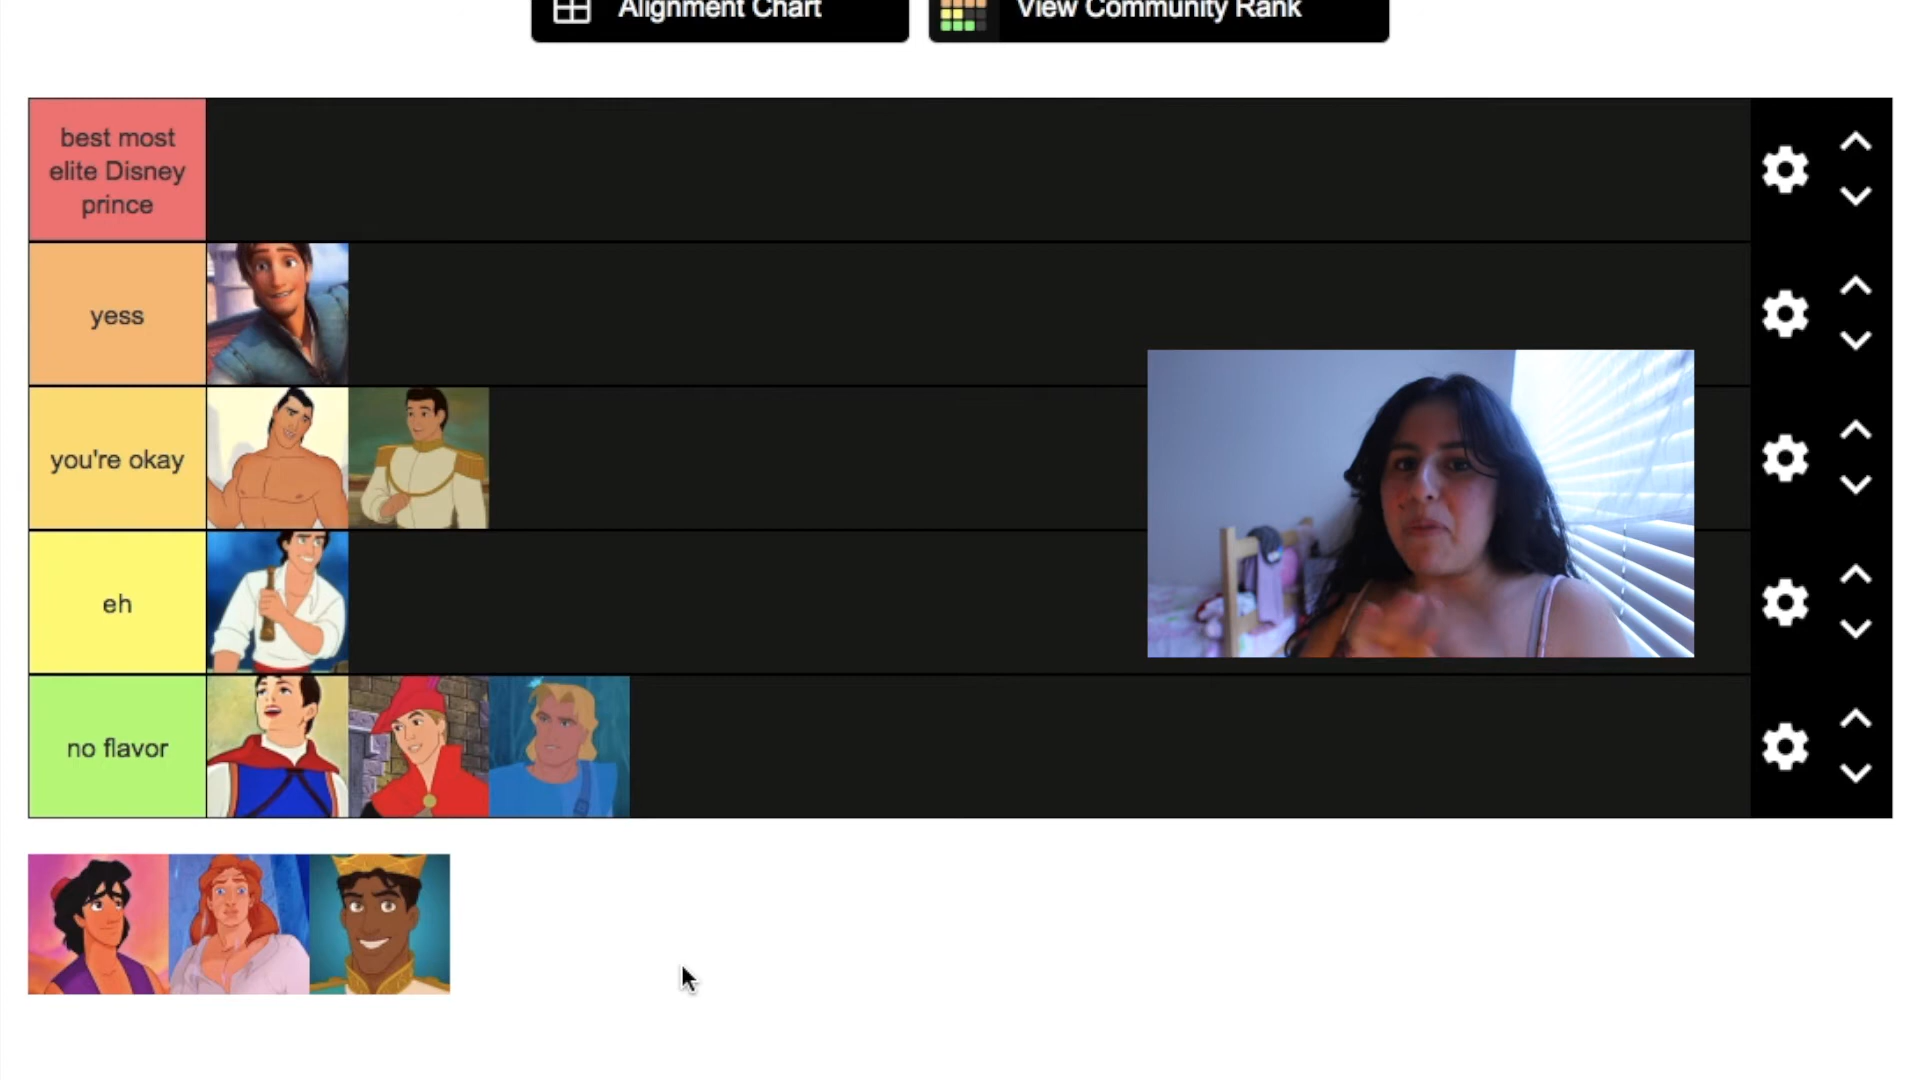 Alignment Chart
View Community Rank
best most
elite Disney
prince
yess
you're okay
eh
no flavor